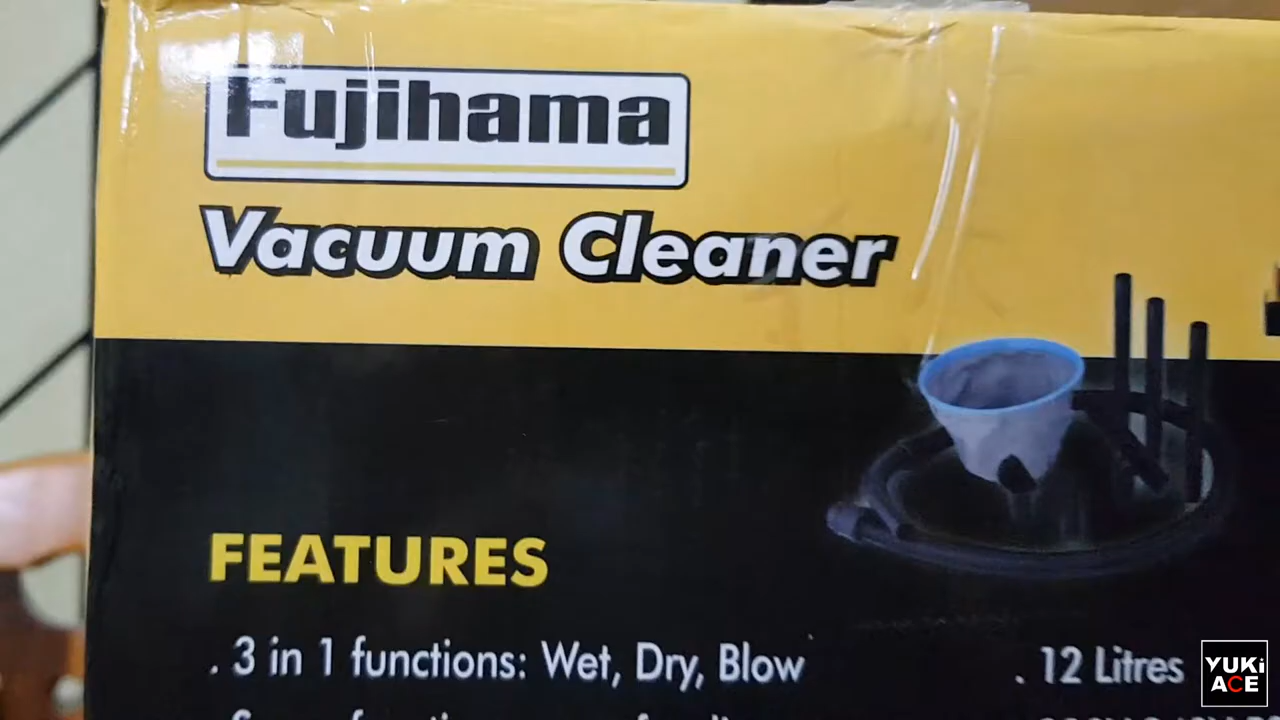 Fujihama
Vacuum Cleaner
FEATURES
. 3 in 1 functions: Wet, Dry, Blow
. 12 Litres
YUKi
ACE